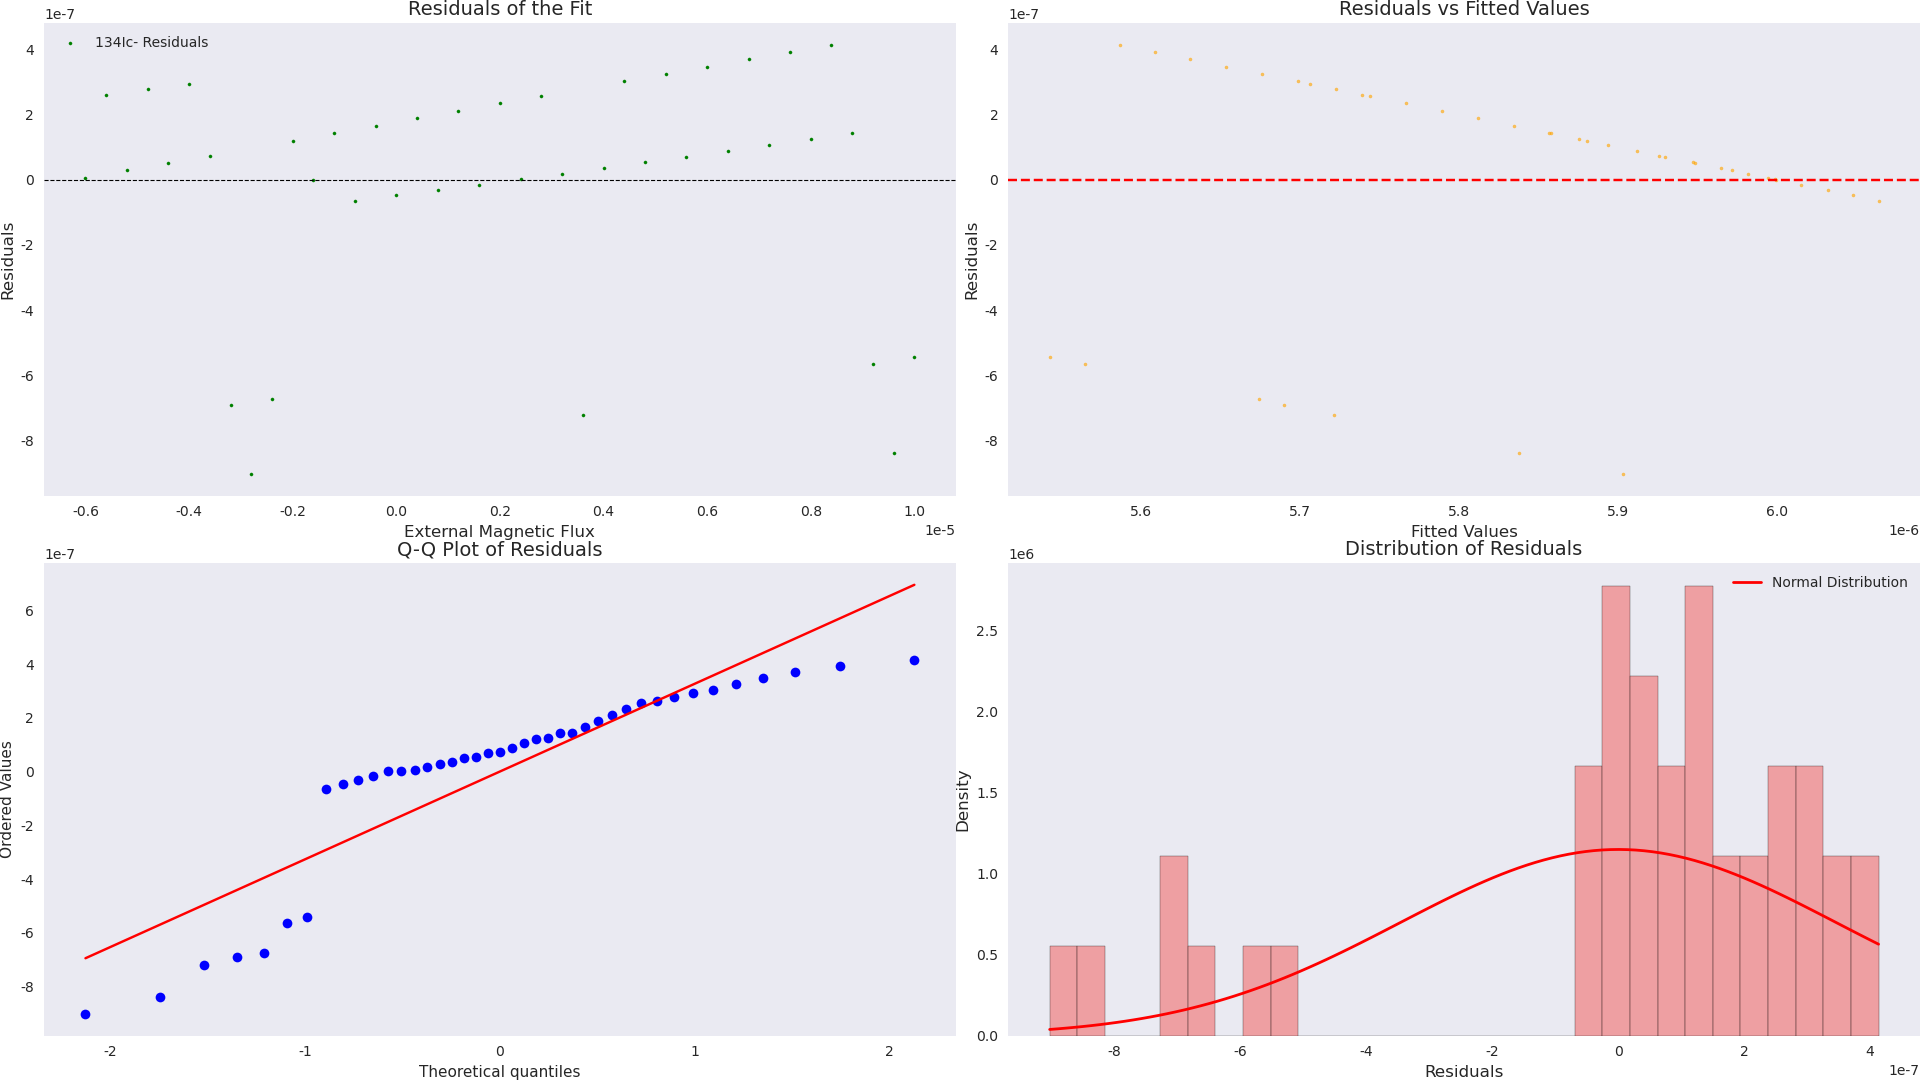 Residuals of the Fit
1e-7
134Ic- Residuals
4
2
0
-2
-4
-6
-8
Residuals
-0.6 -0.4 -0.2 0.0 0.2 0.4 0.6 0.8 1.0
1e-5
External Magnetic Flux
Residuals vs Fitted Values
1e-7
4
2
0
-2
-4
-6
-8
Residuals
5.6 5.7 5.8 5.9 6.0
1e-6
Fitted Values
Q-Q Plot of Residuals
1e-7
6
4
2
0
-2
-4
-6
-8
Ordered Values
-2 -1 0 1 2
Theoretical quantiles
Distribution of Residuals
1e6
Normal Distribution
2.5
2.0
1.5
1.0
0.5
0.0
Density
-8 -6 -4 -2 0 2 4
1e-7
Residuals